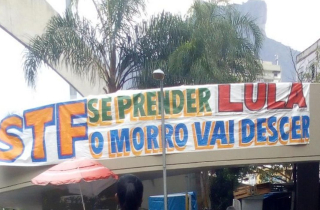 STF SE PRENDER LULA
O MORRO VAI DESCER